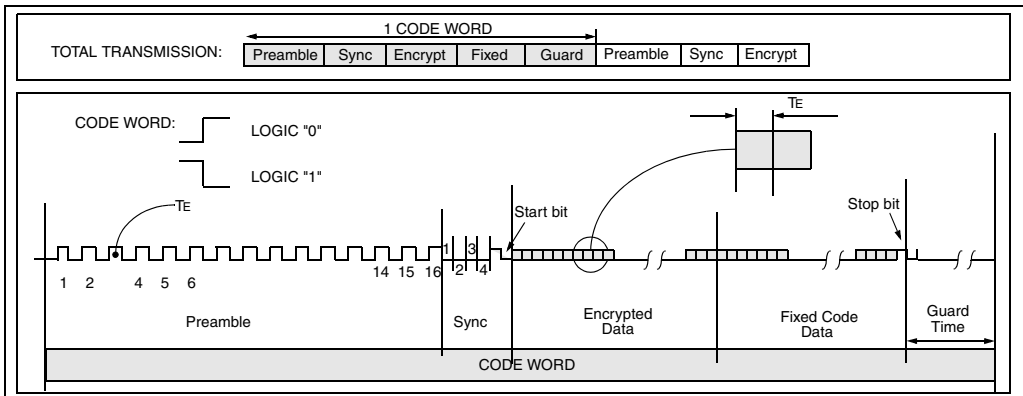 1 CODE WORD
TOTAL TRANSMISSION: Preamble Sync Encrypt Fixed Guard Preamble Sync Encrypt
CODE WORD:
LOGIC "0"
LOGIC "1"
TE
TE
Start bit
Stop bit
1 2 4 5 6 14 15 16 1 2 3 4
Preamble
Sync
Encrypted
Data
Fixed Code
Data
Guard
Time
CODE WORD